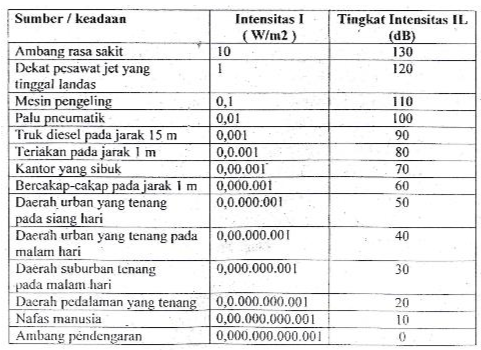 Sumber / keadaan Intensitas I Tingkat Intensitas IL
( W/m2 ) (dB)
Ambang rasa sakit 10 130
Dekat pesawat jet yang 1 120
tinggal landas
Mesin pengeling 0,1 110
Palu pneumatik 0,01 100
Truk diesel pada jarak 15 m 0,001 90
Teriakan pada jarak 1 m 0,0.001 80
Kantor yang sibuk 0,00.001 70
Bercakap-cakap pada jarak 1 m 0,000.001 60
Daerah urban yang tenang 0,0.000:001 50
pada siang hari
Daerah urban yang tenang pada 0,00.000.001 40
malam hari
Daerah suburban tenang 0,000.000.001 30
pada malam hari
Daerah pedalaman yang tenang 0,0.000.000.001 20
Nafas manusia 0,00.000.000.001 10
Ambang pendengaran 0,000.000.000.001 0